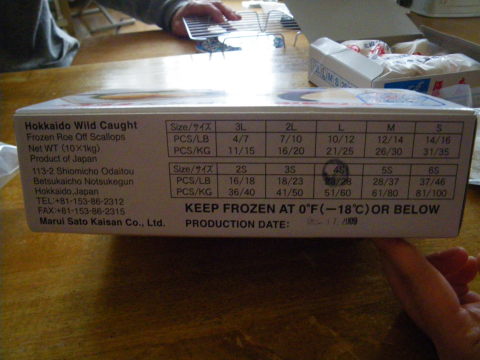 Hokkaido Wild Caught
Frozen Roe Off Scallops
Net WT (10×1kg)
Product of Japan
113-2 Shiomicho Odaitou
Betsukaicho Notsukegun
Hokkaido,Japan
TEL:+81-153-86-2312
FAX:+81-153-86-2315
Marui Sato Kaisan Co., Ltd.
Size/サイズ 3L 2L L M S
PCS/LB 4/7 7/10 10/12 12/14 14/16
PCS/KG 11/15 16/20 21/25 26/30 31/35
Size/サイズ 2S 3S 4S 5S 6S
PCS/LB 16/18 18/23 23/28 28/37 37/46
PCS/KG 36/40 41/50 51/60 61/80 81/100
KEEP FROZEN AT 0°F(−18℃)OR BELOW
PRODUCTION DATE: